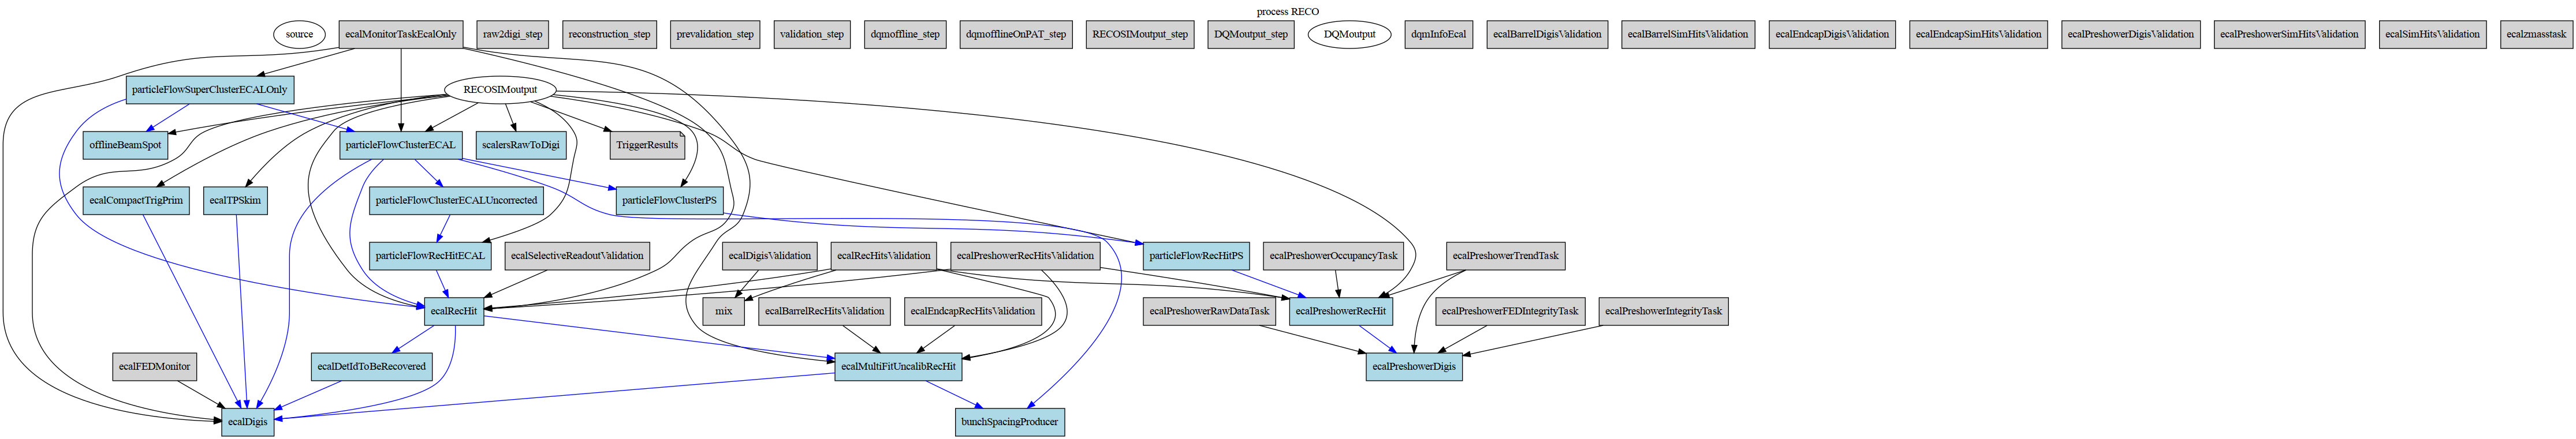 process RECO
source
ecalMonitorTaskEcalOnly
raw2digi_step
reconstruction_step
prevalidation_step
validation_step
dqmoffline_step
dqmofflineOnPAT_step
RECOSIMoutput_step
DQMoutput_step
DQMoutput
dqmInfoEcal
ecalBarrelDigisValidation
ecalBarrelSimHitsValidation
ecalEndcapDigisValidation
ecalEndcapSimHitsValidation
ecalPreshowerDigisValidation
ecalPreshowerSimHitsValidation
ecalSimHitsValidation
ecalzmasstask
particleFlowSuperClusterECALOnly
RECOSIMoutput
offlineBeamSpot
particleFlowClusterECAL
scalersRawToDigi
TriggerResults
ecalCompactTrigPrim
ecalTPSkim
particleFlowClusterECALUncorrected
particleFlowClusterPS
particleFlowRecHitECAL
ecalSelectiveReadoutValidation
ecalDigisValidation
ecalRecHitsValidation
ecalPreshowerRecHitsValidation
particleFlowRecHitPS
ecalPreshowerOccupancyTask
ecalPreshowerTrendTask
ecalRecHit
mix
ecalBarrelRecHitsValidation
ecalEndcapRecHitsValidation
ecalPreshowerRawDataTask
ecalPreshowerRecHit
ecalPreshowerFEDIntegrityTask
ecalPreshowerIntegrityTask
ecalFEDMonitor
ecalDetIdToBeRecovered
ecalMultiFitUncalibRecHit
ecalPreshowerDigis
ecalDigis
bunchSpacingProducer